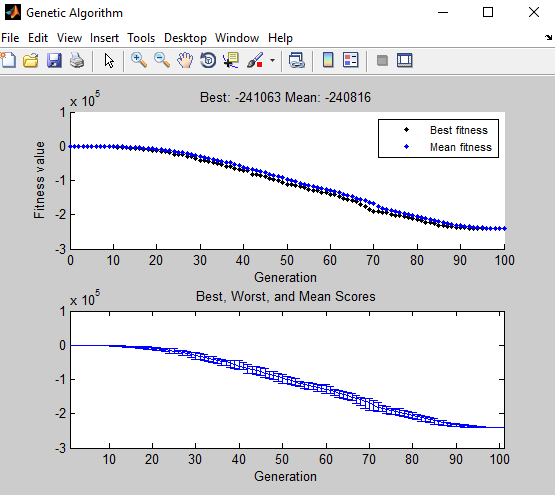 Genetic Algorithm
File Edit View Insert Tools Desktop Window Help
x 10^5
Best: -241063 Mean: -240816
1
0
-1
-2
-3
Fitness value
Best fitness
Mean fitness
0 10 20 30 40 50 60 70 80 90 100
Generation
x 10^5
Best, Worst, and Mean Scores
1
0
-1
-2
-3
10 20 30 40 50 60 70 80 90 100
Generation